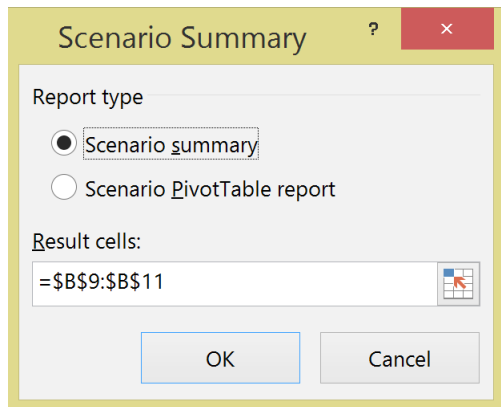 Scenario Summary ? ×
Report type
Scenario summary
Scenario PivotTable report
Result cells:
=$B$9:$B$11
OK Cancel